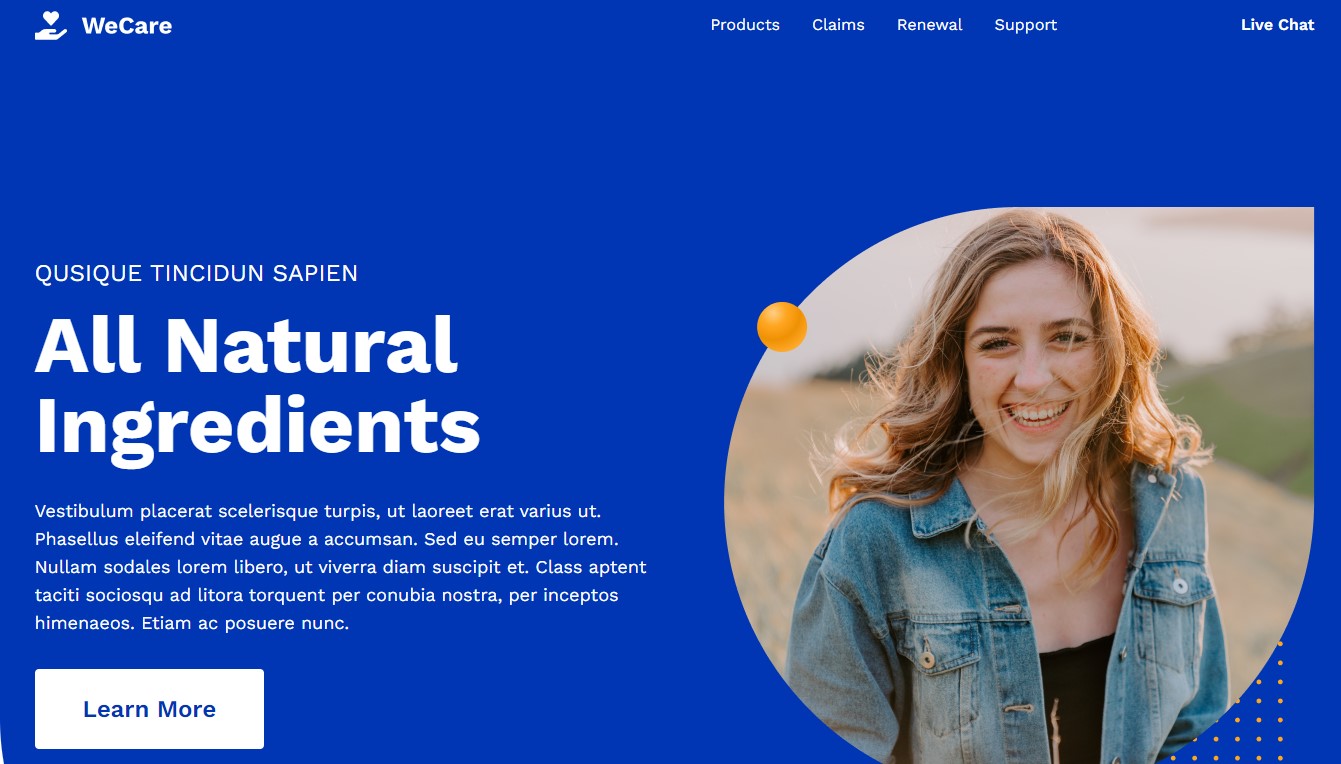 WeCare
Products
Claims
Renewal
Support
Live Chat
QUSIQUE TINCIDUN SAPIEN
All Natural
Ingredients
Vestibulum placerat scelerisque turpis, ut laoreet erat varius ut.
Phasellus eleifend vitae augue a accumsan. Sed eu semper lorem.
Nullam sodales lorem libero, ut viverra diam suscipit et. Class aptent
taciti sociosqu ad litora torquent per conubia nostra, per inceptos
himenaeos. Etiam ac posuere nunc.
Learn More